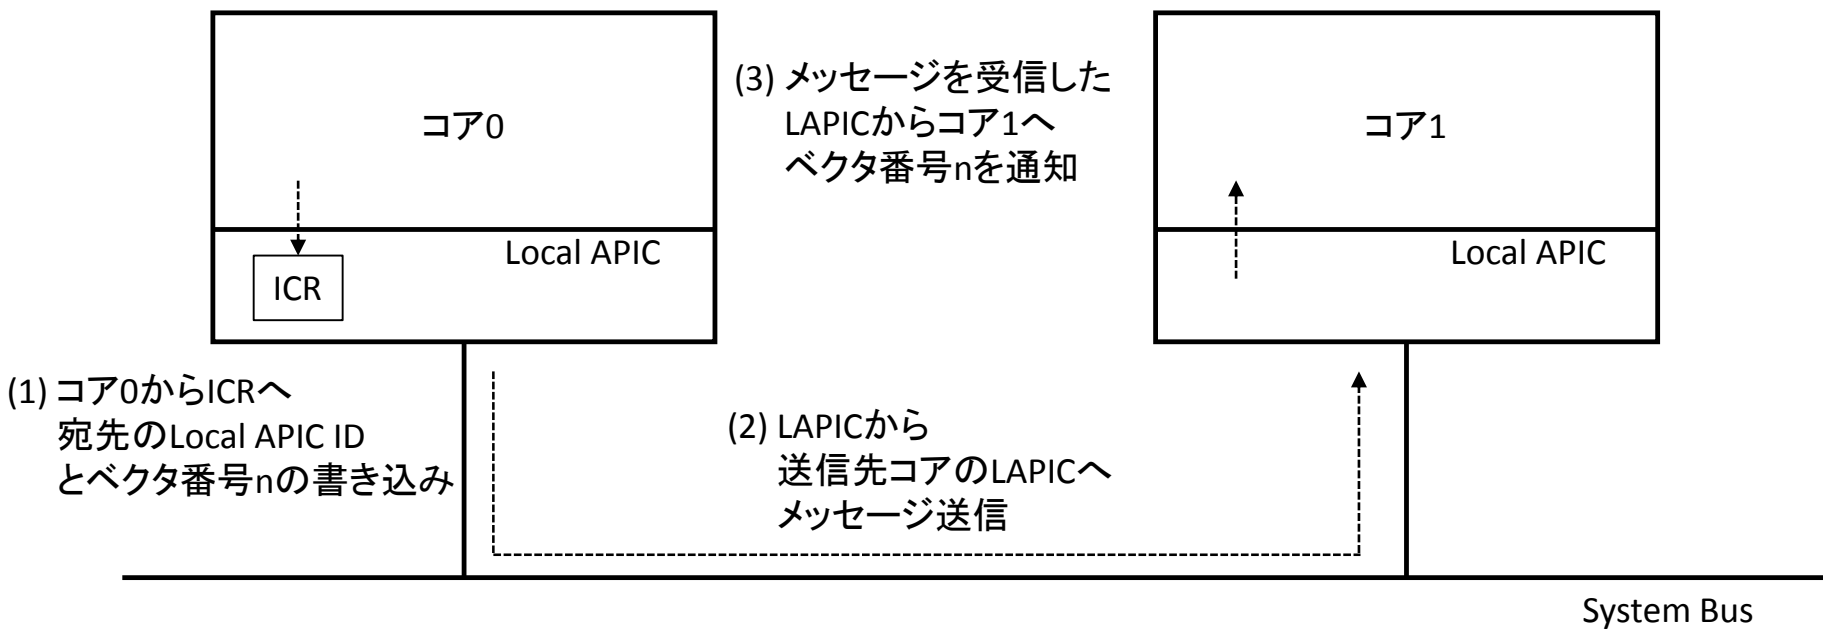 コア0
Local APIC
ICR
(1) コア0からICRへ
宛先のLocal APIC ID
とベクタ番号nの書き込み
(2) LAPICから
送信先コアのLAPICへ
メッセージ送信
(3) メッセージを受信した
LAPICからコア1へ
ベクタ番号nを通知
コア1
Local APIC
System Bus